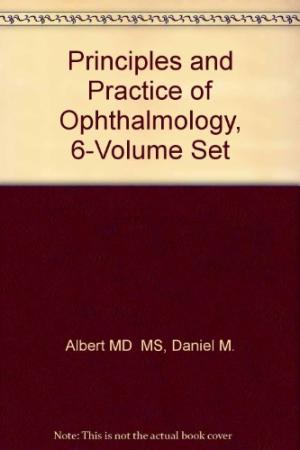 Principles and
Practice of
Ophthalmology,
6-Volume Set
Albert MD  MS, Daniel M.
Note: This is not the actual book cover